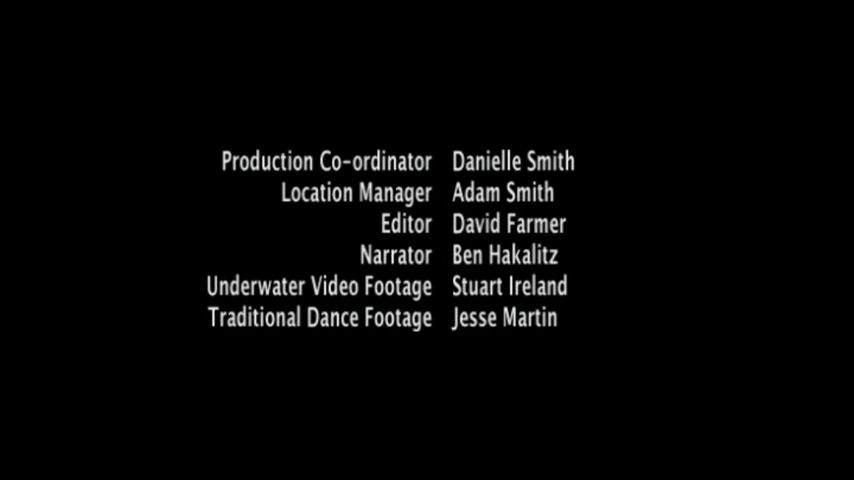 Production Co-ordinator Danielle Smith
Location Manager Adam Smith
Editor David Farmer
Narrator Ben Hakalitz
Underwater Video Footage Stuart Ireland
Traditional Dance Footage Jesse Martin